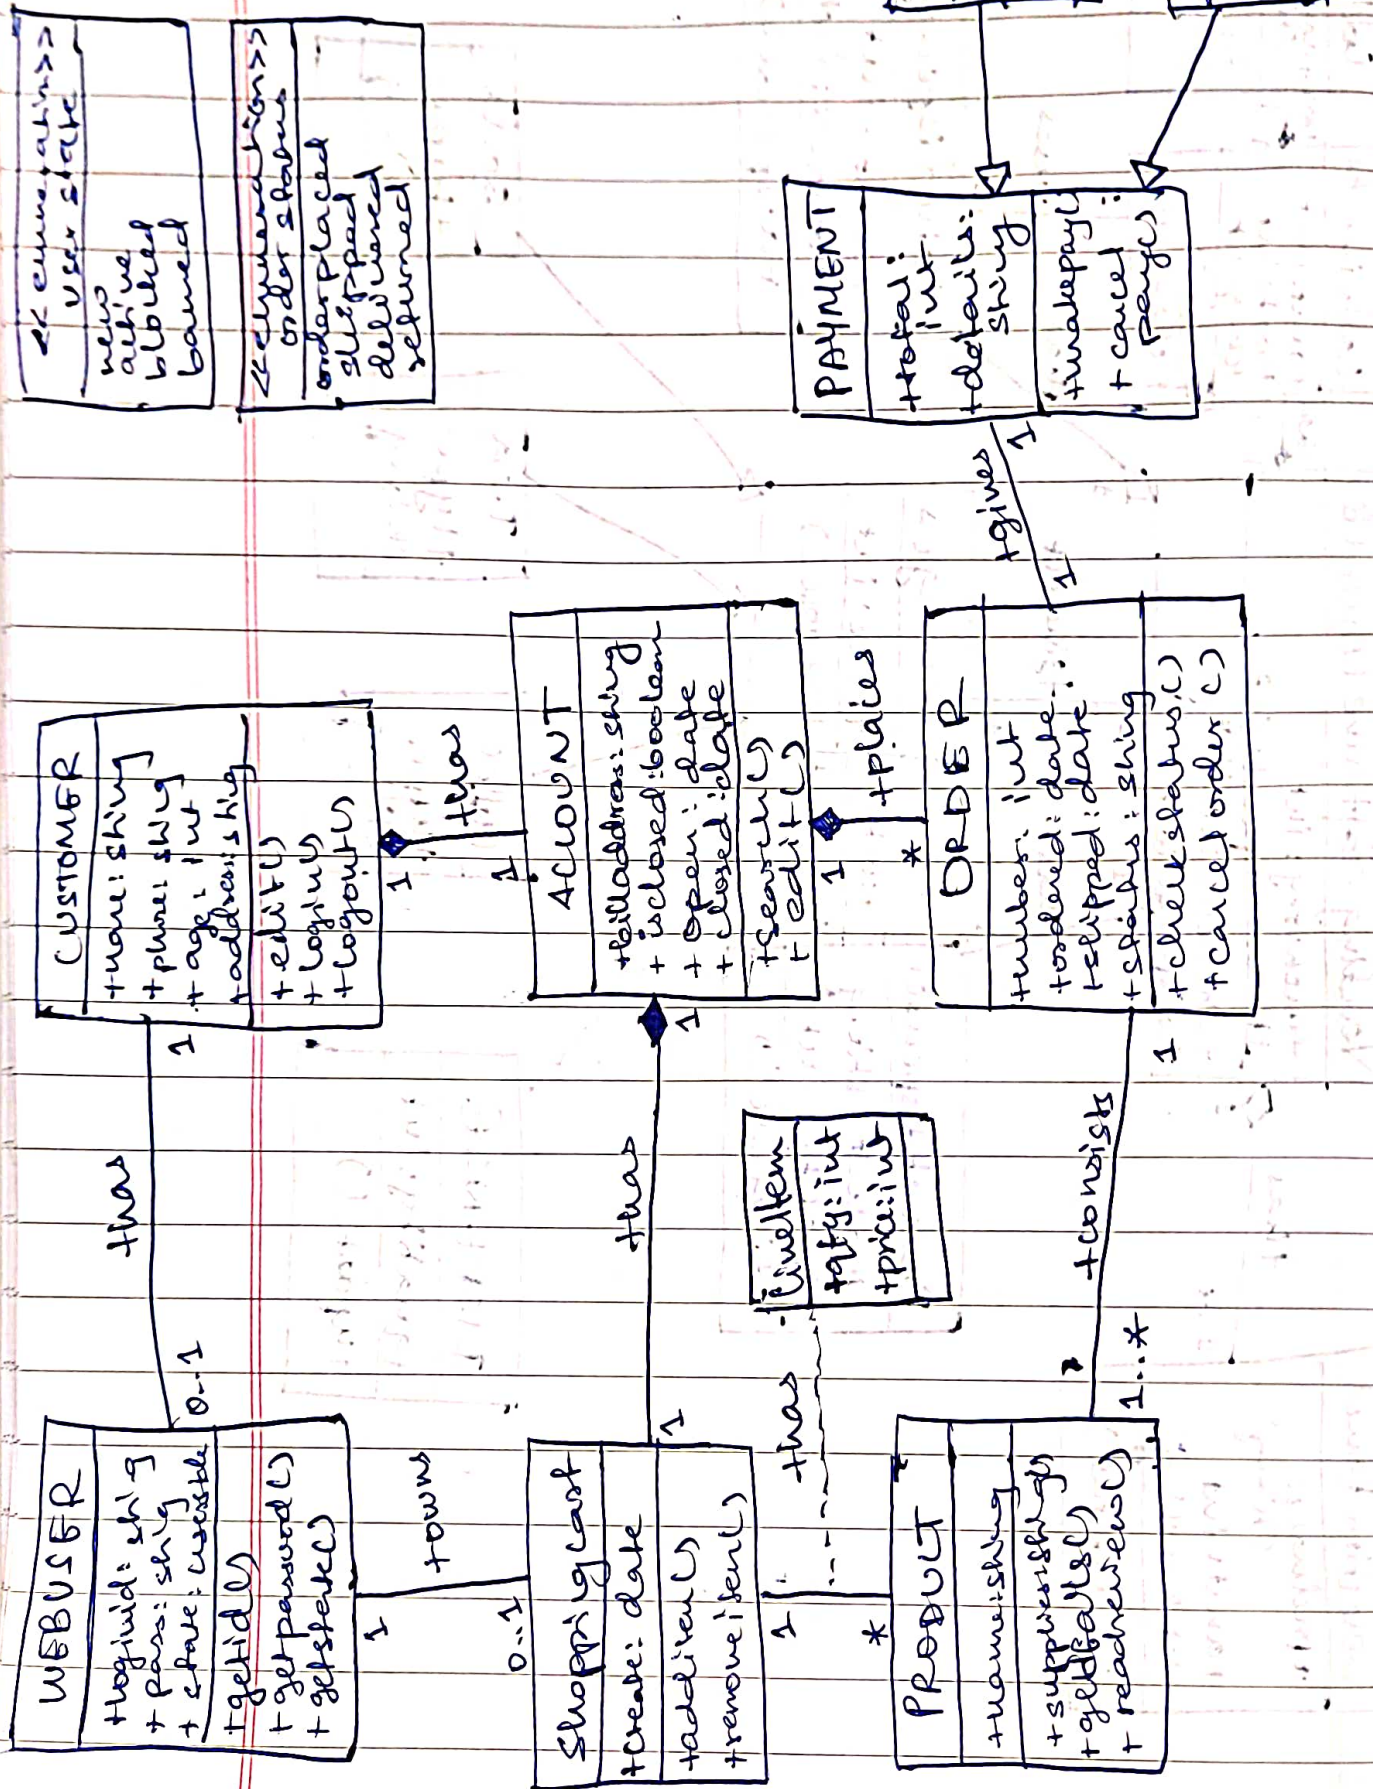 WEBUSER
+loginid: string
+ pass: string
+ state: userstate
+getid()
+getpassword()
+getstate()
0..1
+has
1
CUSTOMER
+name: string
+phone: string
+age: int
+address: string
+edit()
+login()
+logout()
<<enumeration>>
user state
new
active
blocked
banned
<<enumeration>>
order status
orderplaced
shipped
delivered
returned
1
+owns
0..1
1
+has
1
Shopping cart
+create: date
+additem()
+removeitem()
1
+has
1
ACCOUNT
+billaddress: string
+ isclosed: boolean
+ open: date
+ closed: date
+search()
+ edit()
1
+has
*
LineItem
+qty: int
+price: int
1
+places
*
PRODUCT
+name: string
+supplier: string
+getdetails()
+ readreview()
1...*
+consists
1
ORDER
+number: int
+ordered: date
+shipped: date
+status: string
+checkstatus()
+cancelorder()
1
+gives
1
PAYMENT
+total:
int
+details:
string
+makepay()
+ cancel
pay()